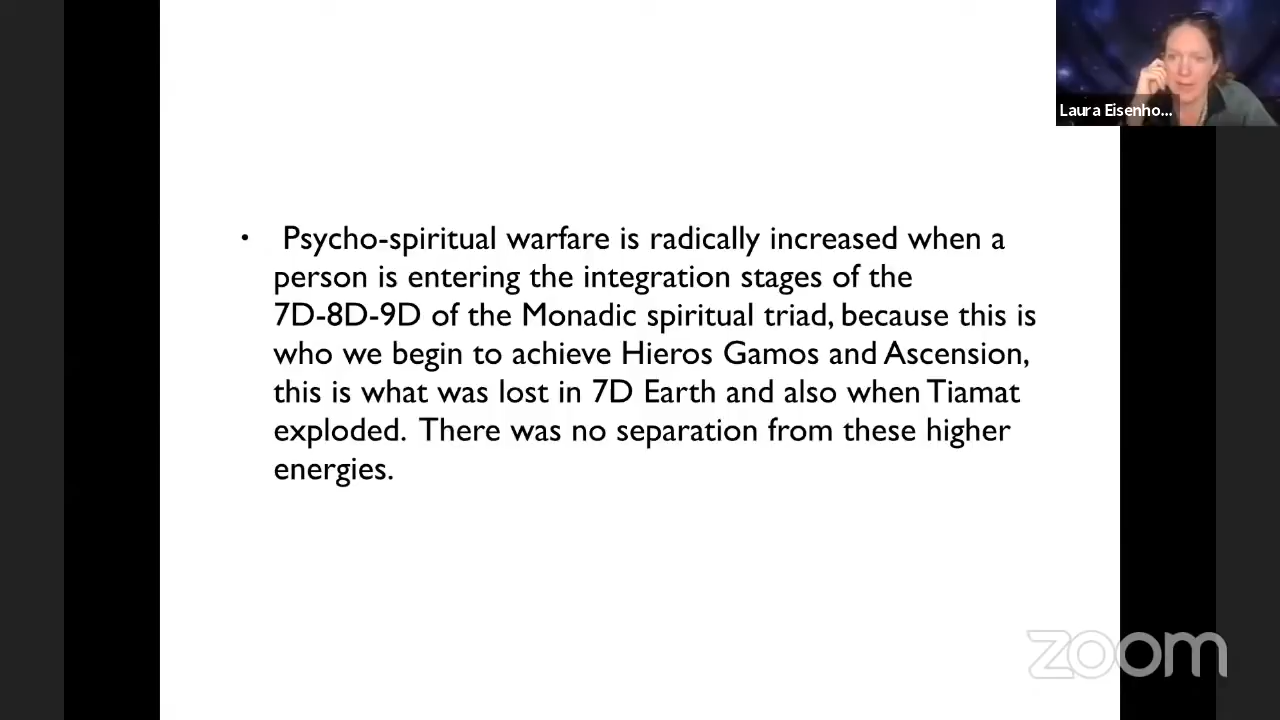 Laura Eisenho...
• Psycho-spiritual warfare is radically increased when a
person is entering the integration stages of the
7D-8D-9D of the Monadic spiritual triad, because this is
who we begin to achieve Hieros Gamos and Ascension,
this is what was lost in 7D Earth and also when Tiamat
exploded.  There was no separation from these higher
energies.
zoom